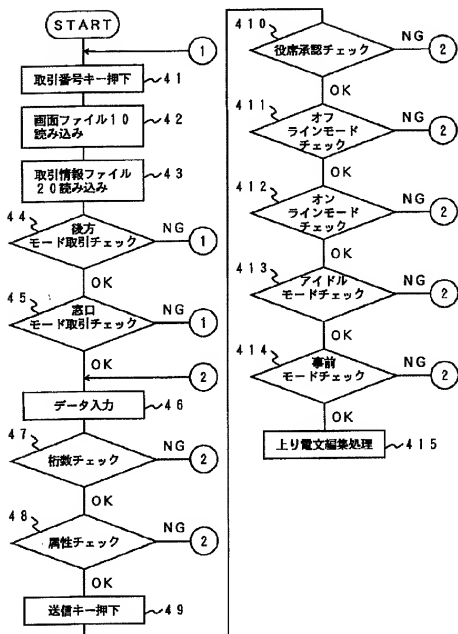 START
1
取引番号キー押下
41
画面ファイル10
読み込み
42
取引情報ファイル
20読み込み
43
44
後方
モード取引チェック
NG
1
OK
45
窓口
モード取引チェック
NG
1
OK
2
データ入力
46
47
桁数チェック
NG
2
OK
48
属性チェック
NG
2
OK
送信キー押下
49
410
役席承認チェック
NG
2
OK
411
オフ
ラインモード
チェック
NG
2
OK
412
オン
ラインモード
チェック
NG
2
OK
413
アイドル
モードチェック
NG
2
OK
414
事前
モードチェック
NG
2
OK
上り電文編集処理
415